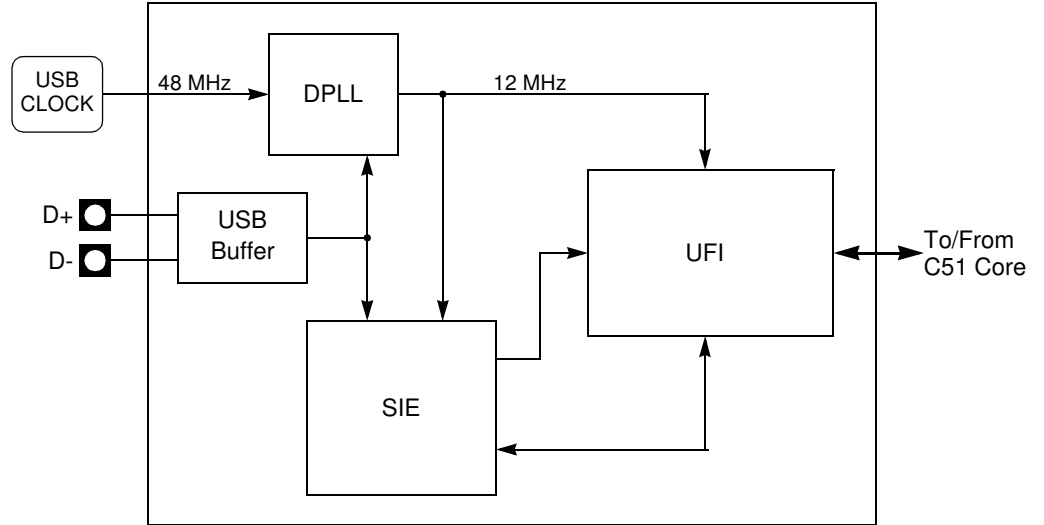 USB
CLOCK
48 MHz
DPLL
12 MHz
D+
D-
USB
Buffer
UFI
To/From
C51 Core
SIE